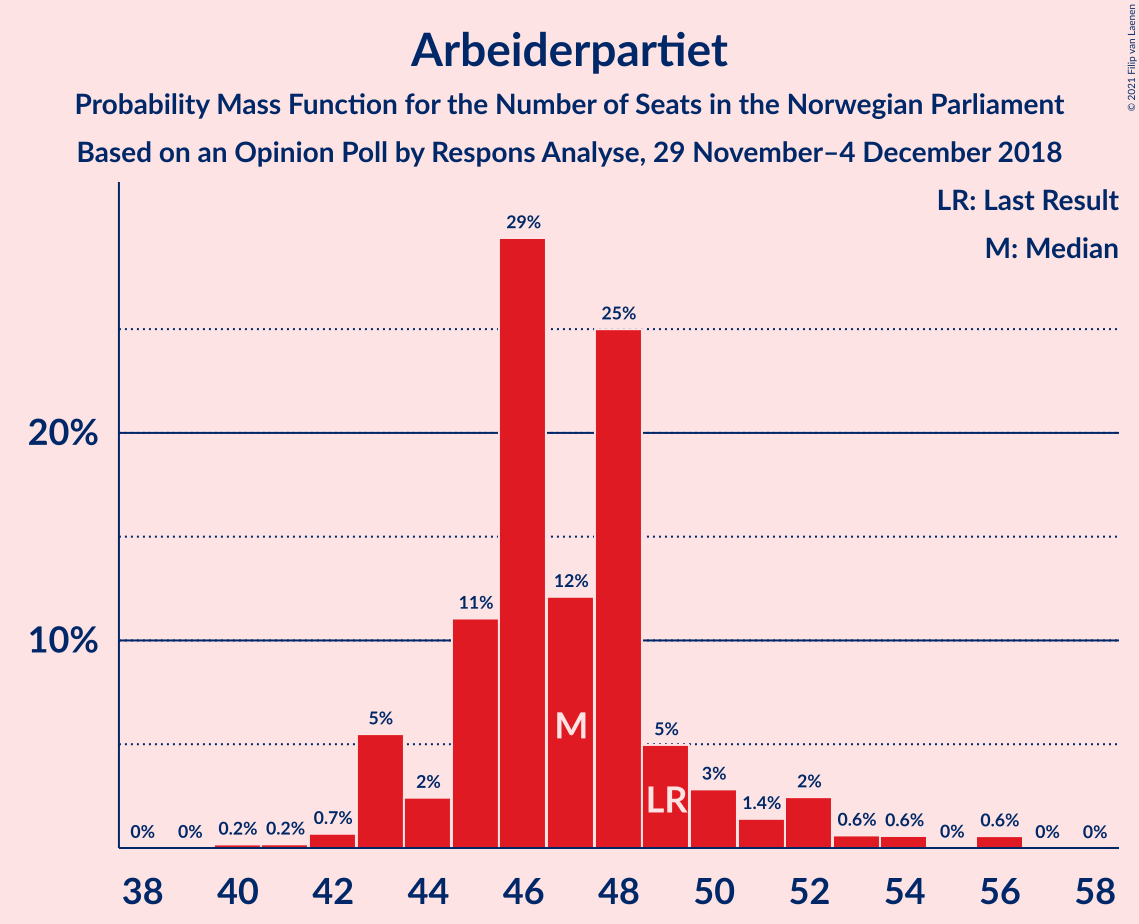 Arbeiderpartiet
Probability Mass Function for the Number of Seats in the Norwegian Parliament
Based on an Opinion Poll by Respons Analyse, 29 November–4 December 2018
© 2021 Filip van Laenen
LR: Last Result
M: Median
20%
10%
0%
0%
0.2%
0.2%
0.7%
5%
2%
11%
29%
12%
25%
5%
3%
1.4%
2%
0.6%
0.6%
0%
0.6%
0%
0%
M
LR
38 40 42 44 46 48 50 52 54 56 58